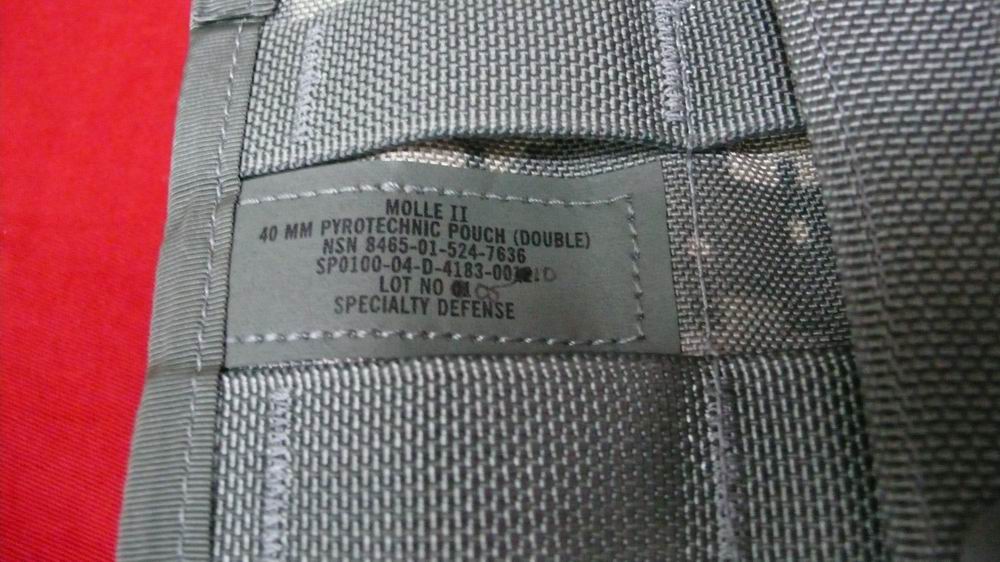 MOLLE II
40 MM PYROTECHNIC POUCH (DOUBLE)
NSN 8465-01-524-7636
SP0100-04-D-4183-00
LOT NO
SPECIALTY DEFENSE